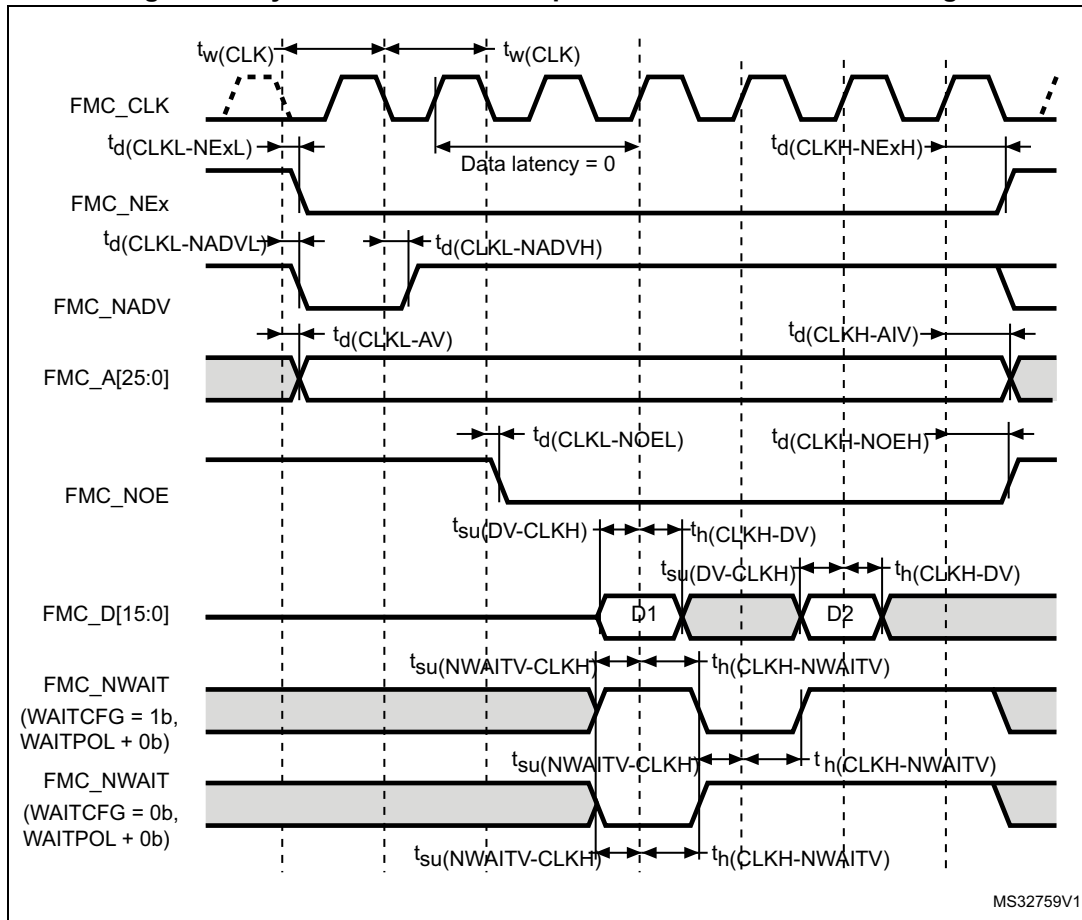 tw(CLK)
tw(CLK)
FMC_CLK
td(CLKL-NExL)
Data latency = 0
td(CLKH-NExH)
FMC_NEx
td(CLKL-NADVL)
td(CLKL-NADVH)
FMC_NADV
td(CLKL-AV)
td(CLKH-AIV)
FMC_A[25:0]
td(CLKL-NOEL)
td(CLKH-NOEH)
FMC_NOE
tsu(DV-CLKH)
th(CLKH-DV)
tsu(DV-CLKH)
th(CLKH-DV)
FMC_D[15:0]
D1
D2
tsu(NWAITV-CLKH)
th(CLKH-NWAITV)
FMC_NWAIT
(WAITCFG = 1b,
WAITPOL + 0b)
tsu(NWAITV-CLKH)
th(CLKH-NWAITV)
FMC_NWAIT
(WAITCFG = 0b,
WAITPOL + 0b)
tsu(NWAITV-CLKH)
th(CLKH-NWAITV)
MS32759V1